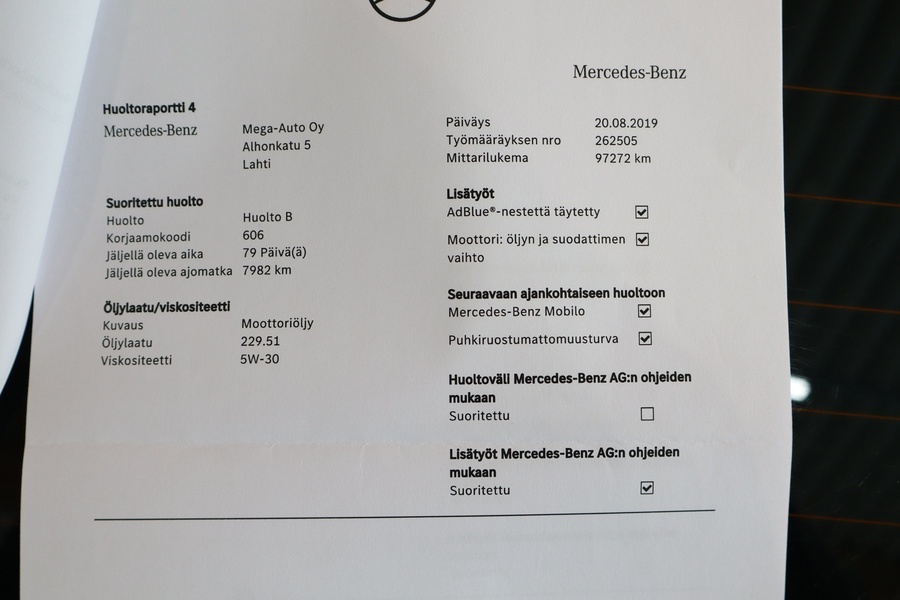 Mercedes-Benz
Huoltoraportti 4
Mercedes-Benz Mega-Auto Oy
Alhonkatu 5
Lahti
Suoritettu huolto
Huolto Huolto B
Korjaamokoodi 606
Jäljellä oleva aika 79 Päivä(ä)
Jäljellä oleva ajomatka 7982 km
Öljylaatu/viskositeetti
Kuvaus Moottoriöljy
Öljylaatu 229.51
Viskositeetti 5W-30
Päiväys 20.08.2019
Työmääräyksen nro 262505
Mittarilukema 97272 km
Lisätyöt
AdBlue®-nestettä täytetty
Moottori: öljyn ja suodattimen
vaihto
Seuraavaan ajankohtaiseen huoltoon
Mercedes-Benz Mobilo
Puhkiruostumattomuusturva
Huoltoväli Mercedes-Benz AG:n ohjeiden
mukaan
Suoritettu
Lisätyöt Mercedes-Benz AG:n ohjeiden
mukaan
Suoritettu